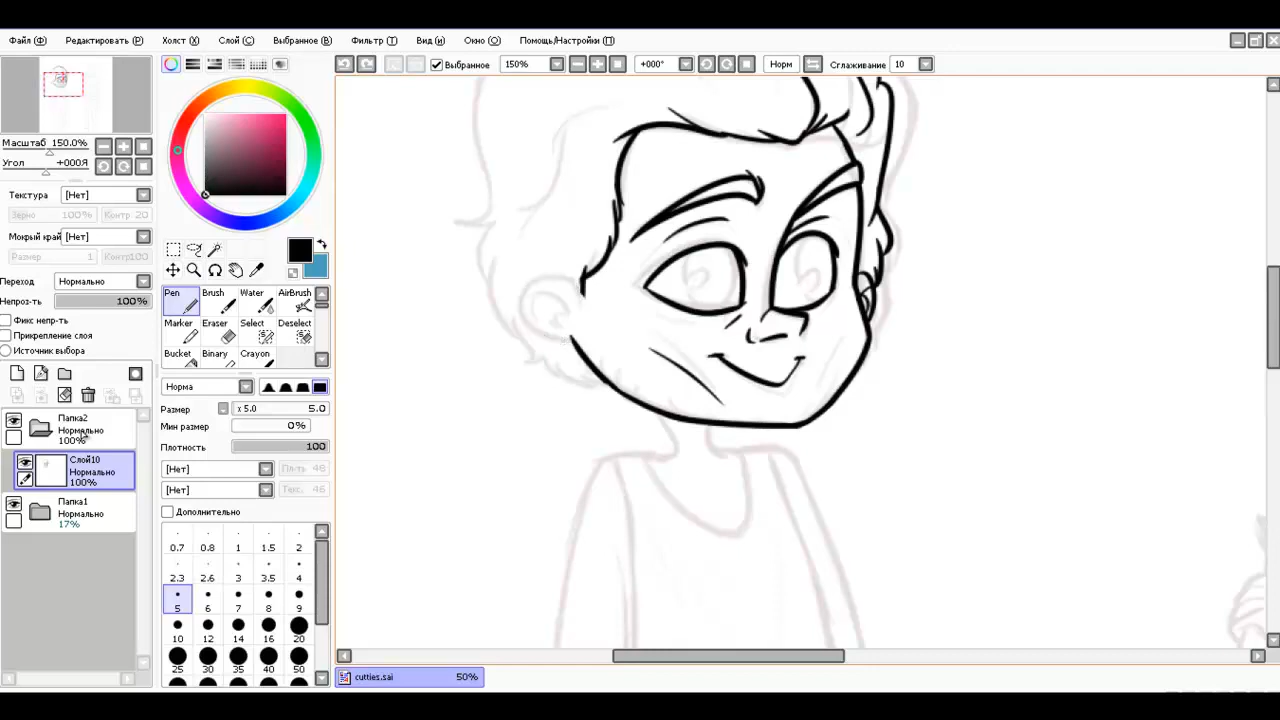 Файл (Ф) Редактировать (Р) Холст (Х) Слой (С) Выбранное (В) Фильтр (Т) Вид (и) Окно (О) Помощь/Настройки (П)
Выбранное 150% +000° Норм Сглаживание 10
Масштаб 150.0%
Угол +000Я
Текстура [Нет]
Зерно 100% Контр 20
Мокрый край [Нет]
Размер 1 Контр100
Переход Нормально
Непроз-ть 100%
Фикс непр-ть
Прикрепление слоя
Источник выбора
Папка2
Нормально
100%
Слой10
Нормально
100%
Папка1
Нормально
17%
Pen Brush Water AirBrush
Marker Eraser Select Deselect
Bucket Binary Crayon
Норма
Размер x 5.0 5.0
Мин размер 0%
Плотность 100
[Нет] Пл-ть 48
[Нет] Текс. 46
Дополнительно
0.7 0.8 1 1.5 2
2.3 2.6 3 3.5 4
5 6 7 8 9
10 12 14 16 20
25 30 35 40 50
cutties.sai 50%